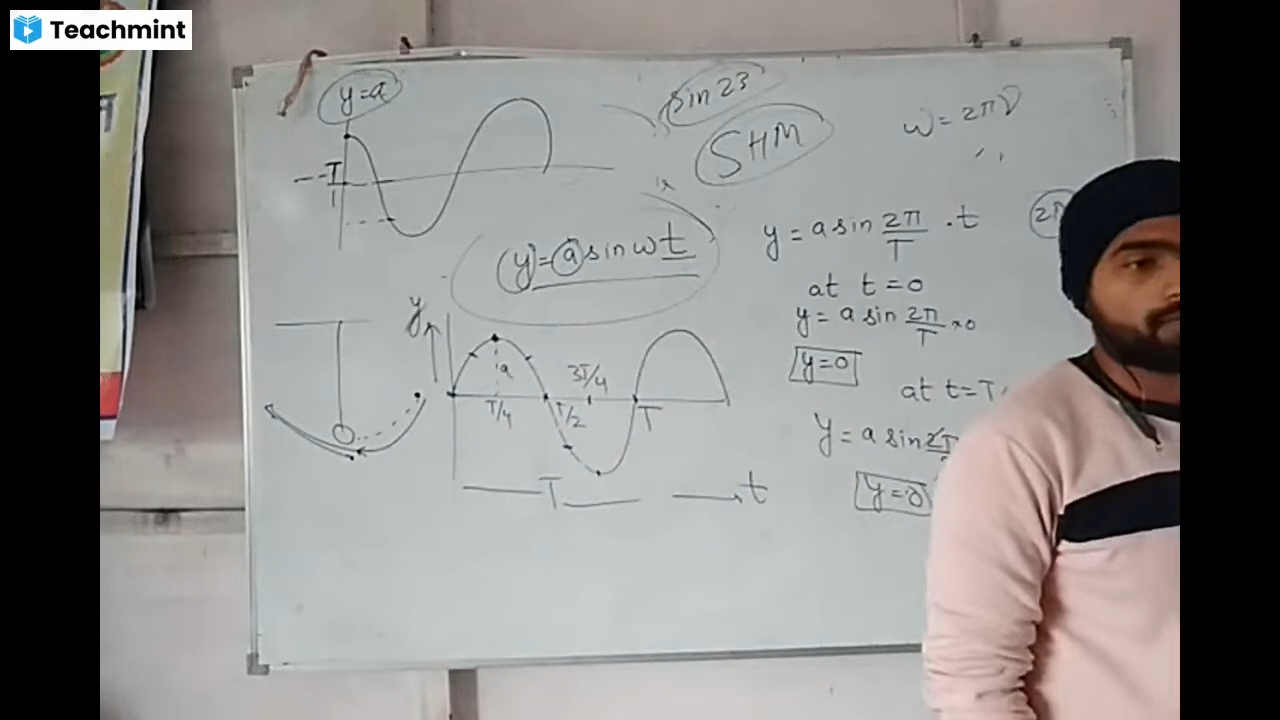 Teachmint
y=a
sin 23
SHM
ω = 2πν
y = a sin ωt
y = a sin 2π/T · t
at t = 0
y = a sin 2π/T × 0
y=0
at t=T/
y = a sin 2π
y
a
T/4
T/2
3T/4
T
T
t